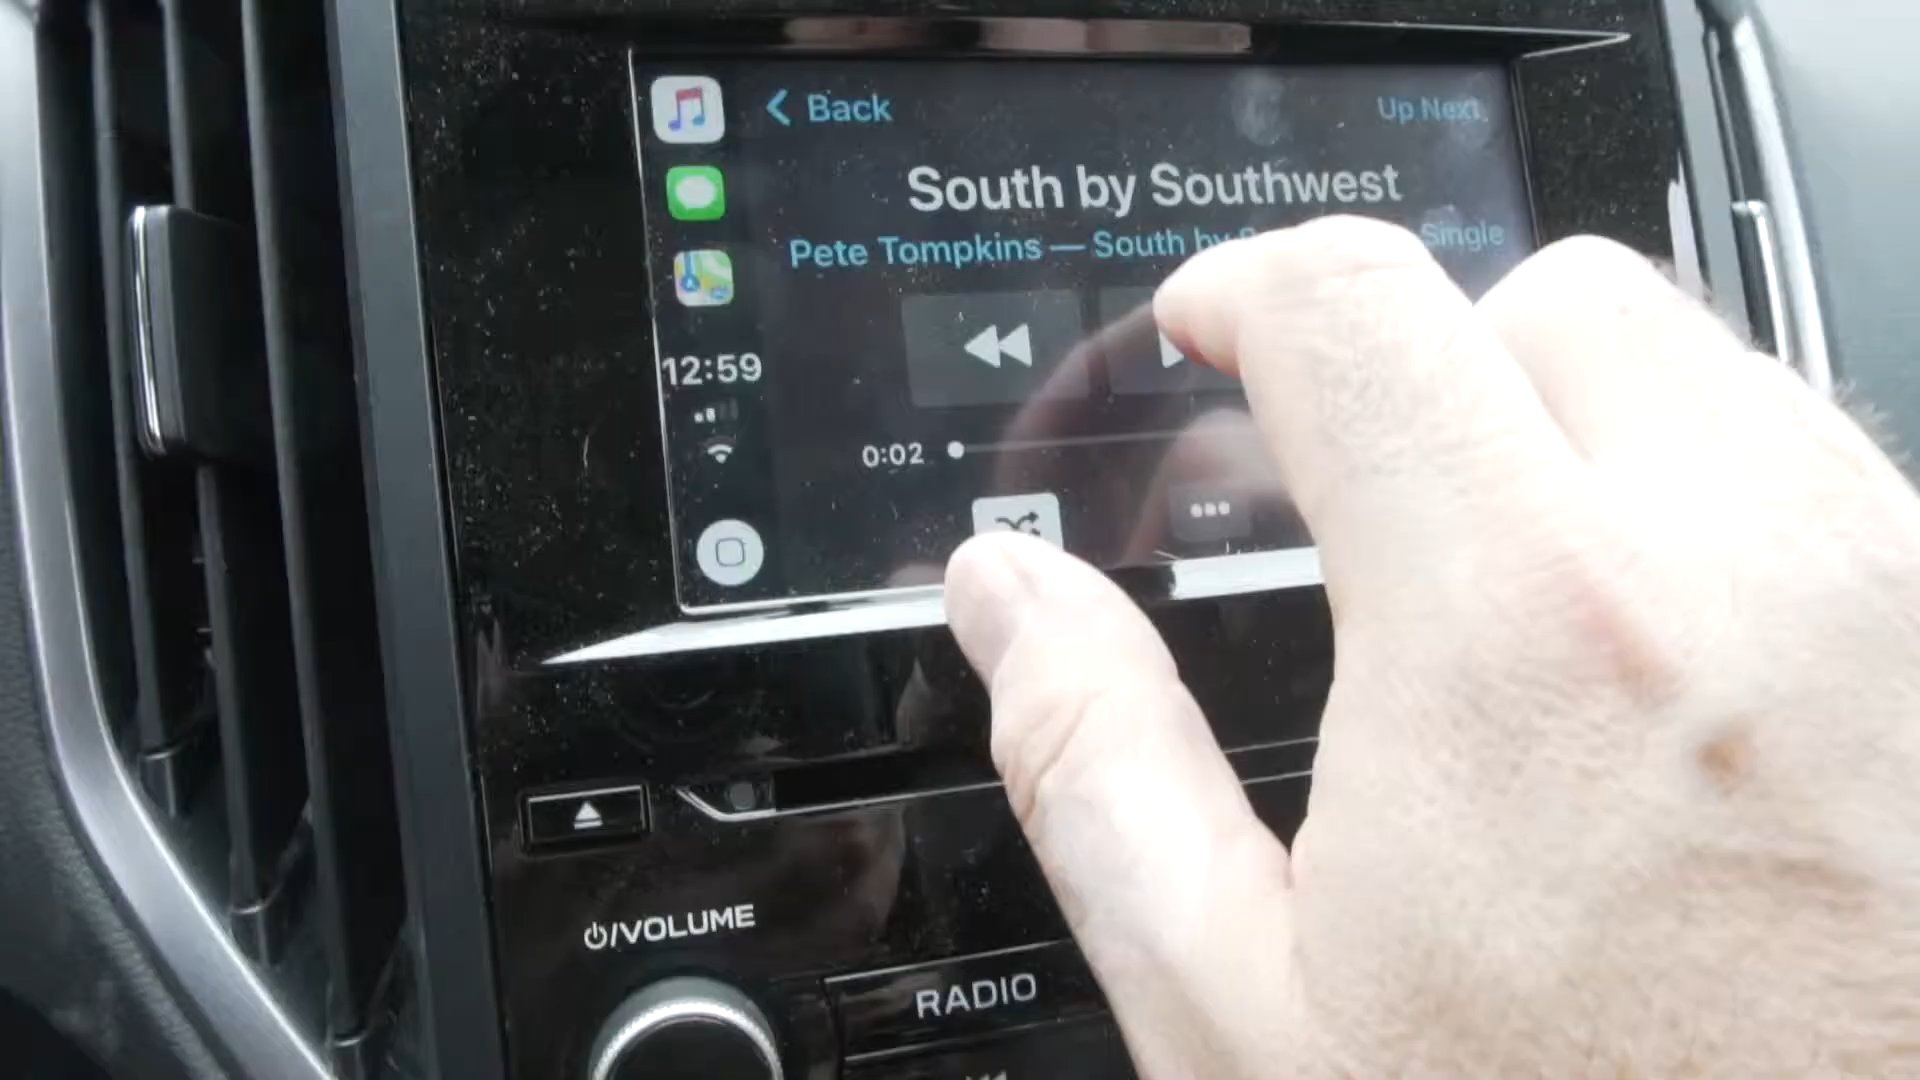 Back
Up Next
South by Southwest
Pete Tompkins — South by Single
12:59
0:02
/VOLUME
RADIO